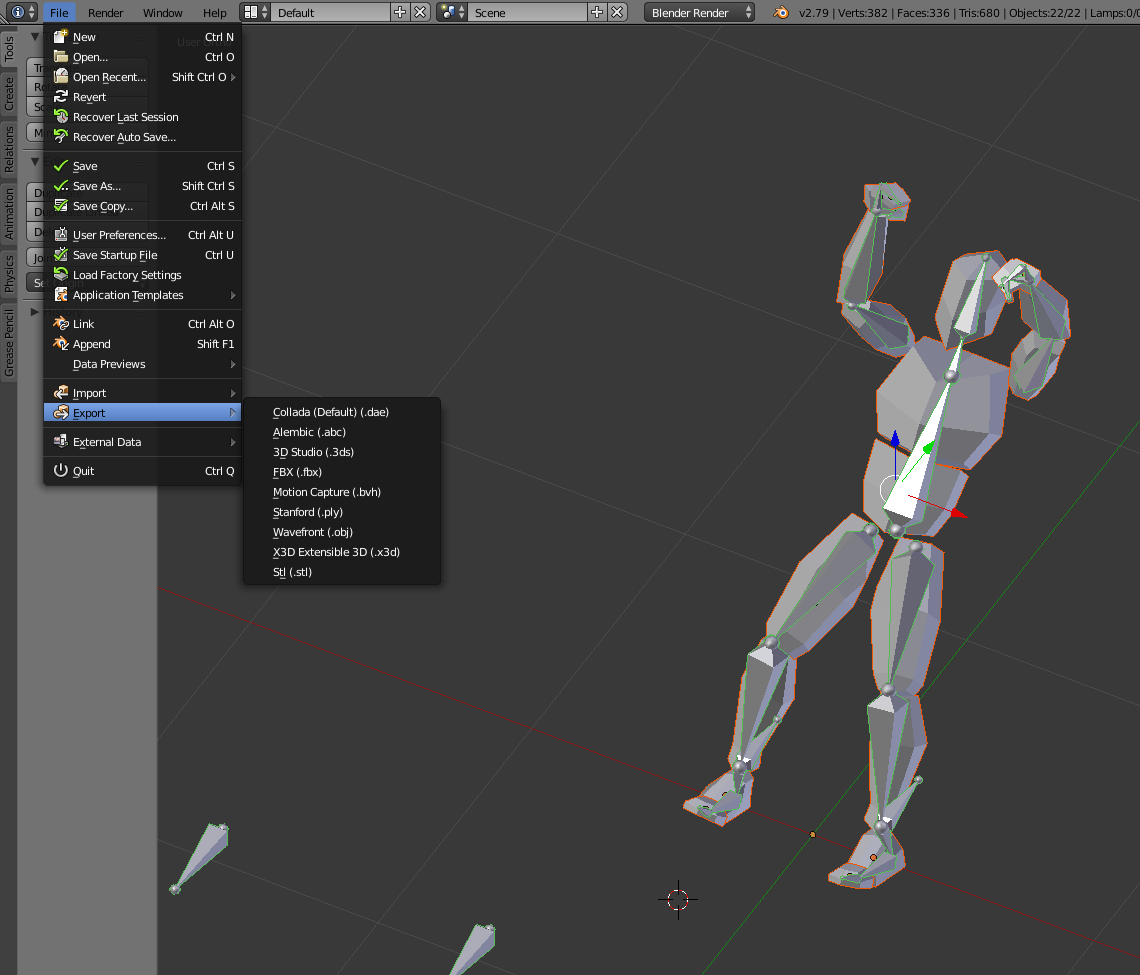 File Render Window Help Default Scene Blender Render v2.79 | Verts:382 | Faces:336 | Tris:680 | Objects:22/22 | Lamps:0/
User Ortho
Tools
Create
Relations
Animation
Physics
Grease Pencil
New Ctrl N
Open... Ctrl O
Open Recent... Shift Ctrl O
Revert
Recover Last Session
Recover Auto Save...
Save Ctrl S
Save As... Shift Ctrl S
Save Copy... Ctrl Alt S
User Preferences... Ctrl Alt U
Save Startup File Ctrl U
Load Factory Settings
Application Templates
Link Ctrl Alt O
Append Shift F1
Data Previews
Import
Export
External Data
Quit Ctrl Q
Collada (Default) (.dae)
Alembic (.abc)
3D Studio (.3ds)
FBX (.fbx)
Motion Capture (.bvh)
Stanford (.ply)
Wavefront (.obj)
X3D Extensible 3D (.x3d)
Stl (.stl)